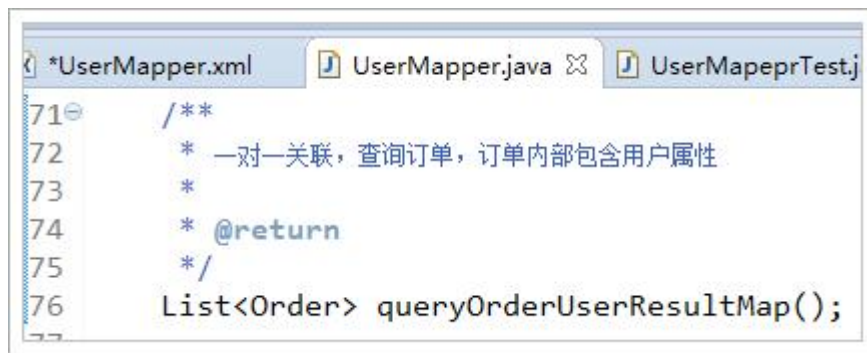 *UserMapper.xml
UserMapper.java
UserMapeprTest.j
71 /**
72 * 一对一关联，查询订单，订单内部包含用户属性
73 *
74 * @return
75 */
76 List<Order> queryOrderUserResultMap();